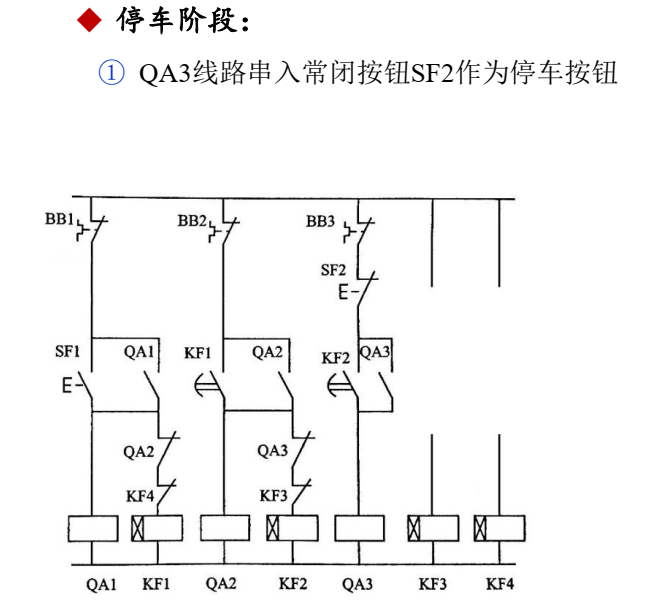 ◆ 停车阶段:
① QA3线路串入常闭按钮SF2作为停车按钮
BB1 BB2 BB3
SF2
SF1 QA1 KF1 QA2 KF2 QA3
QA2 QA3
KF4 KF3
QA1 KF1 QA2 KF2 QA3 KF3 KF4